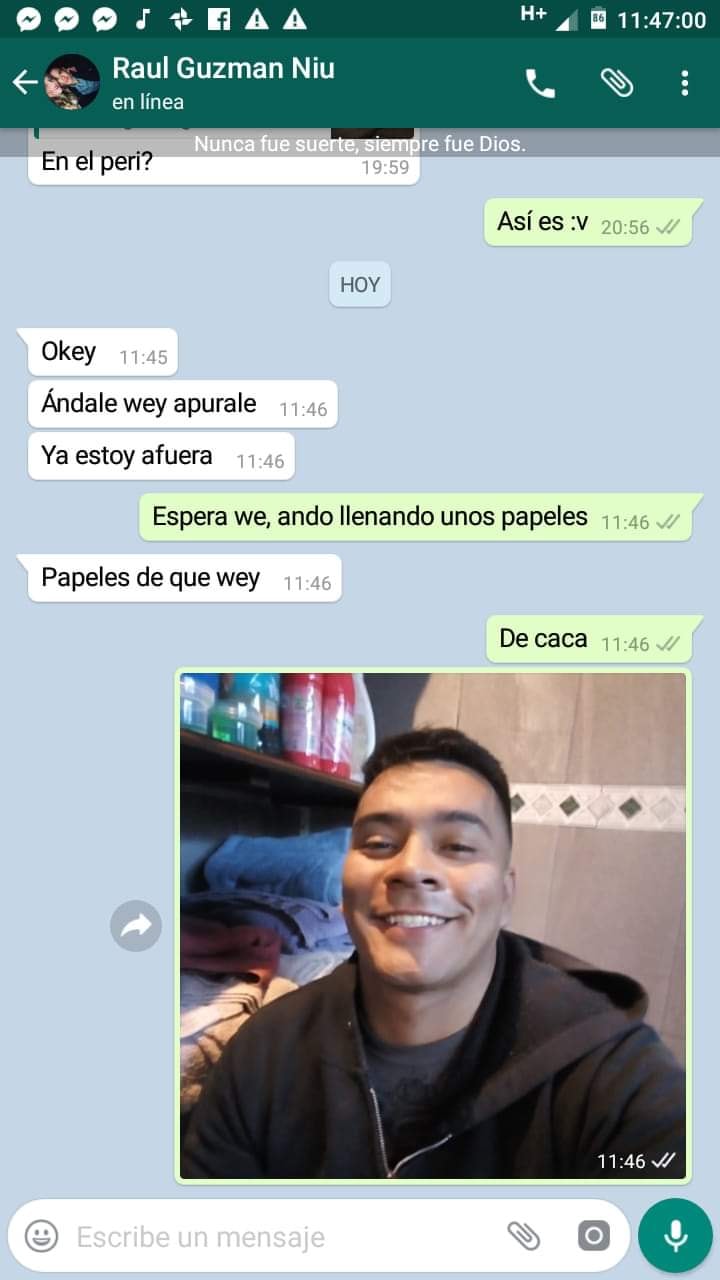 H+ 86 11:47:00
Raul Guzman Niu
en línea
Nunca fue suerte, siempre fue Dios.
En el peri? 19:59
Así es :v 20:56
HOY
Okey 11:45
Ándale wey apurale 11:46
Ya estoy afuera 11:46
Espera we, ando llenando unos papeles 11:46
Papeles de que wey 11:46
De caca 11:46
11:46
Escribe un mensaje